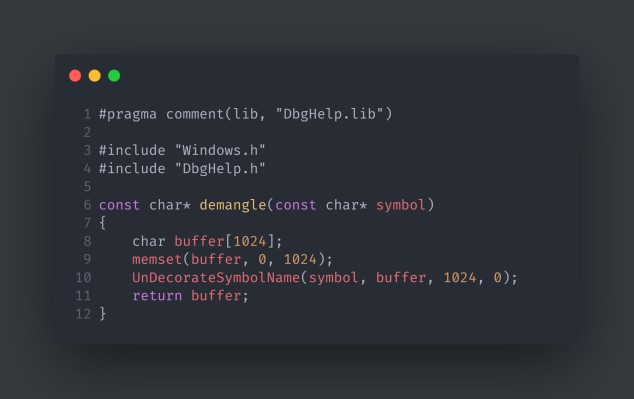 1 #pragma comment(lib, "DbgHelp.lib")
2
3 #include "Windows.h"
4 #include "DbgHelp.h"
5
6 const char* demangle(const char* symbol)
7 {
8     char buffer[1024];
9     memset(buffer, 0, 1024);
10     UnDecorateSymbolName(symbol, buffer, 1024, 0);
11     return buffer;
12 }